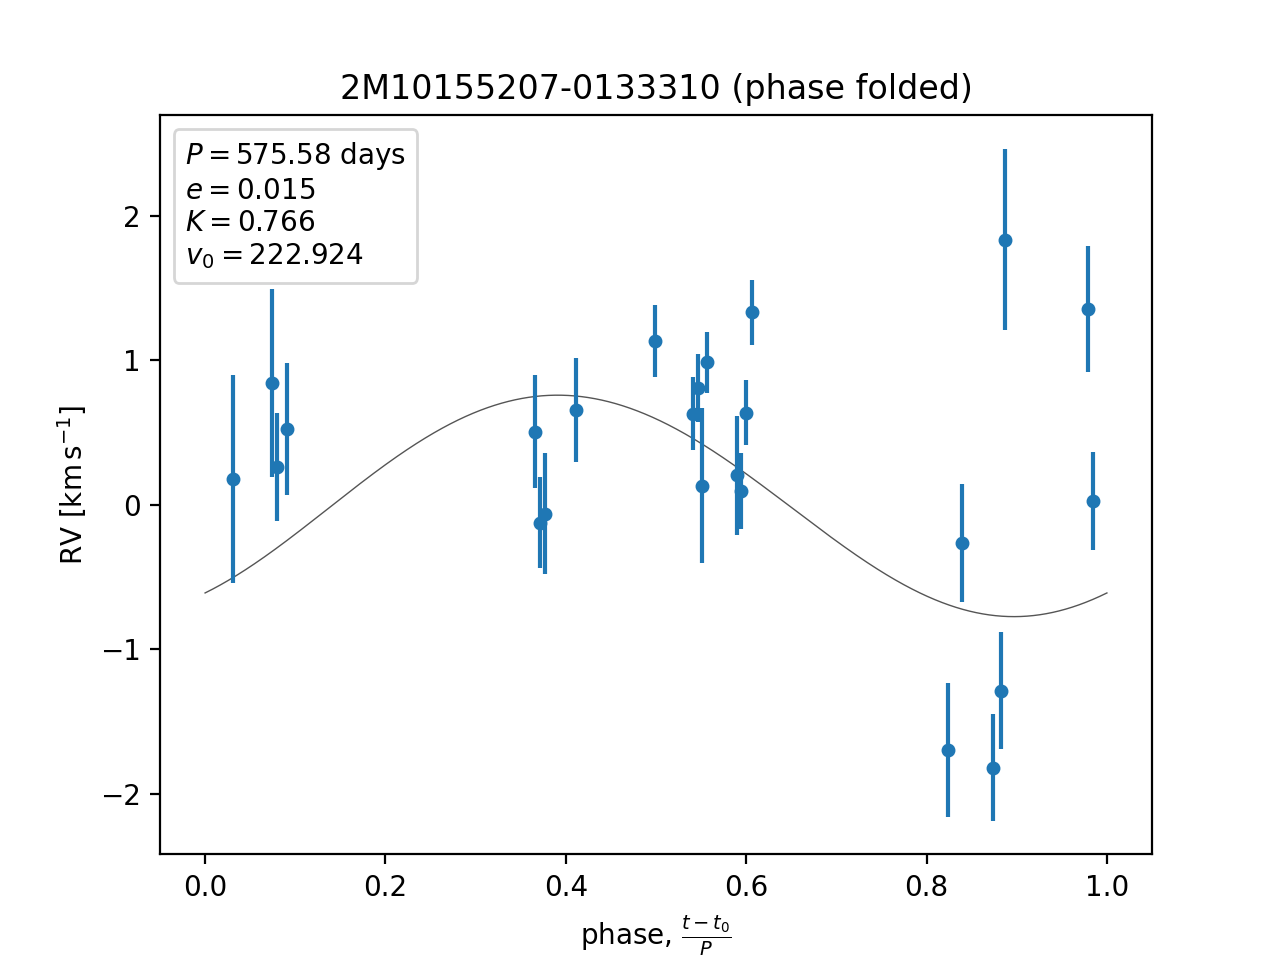 2M10155207-0133310 (phase folded)
P = 575.58 days
e = 0.015
K = 0.766
v₀ = 222.924
RV [km s⁻¹]
2
1
0
−1
−2
0.0 0.2 0.4 0.6 0.8 1.0
phase, (t − t₀)/P